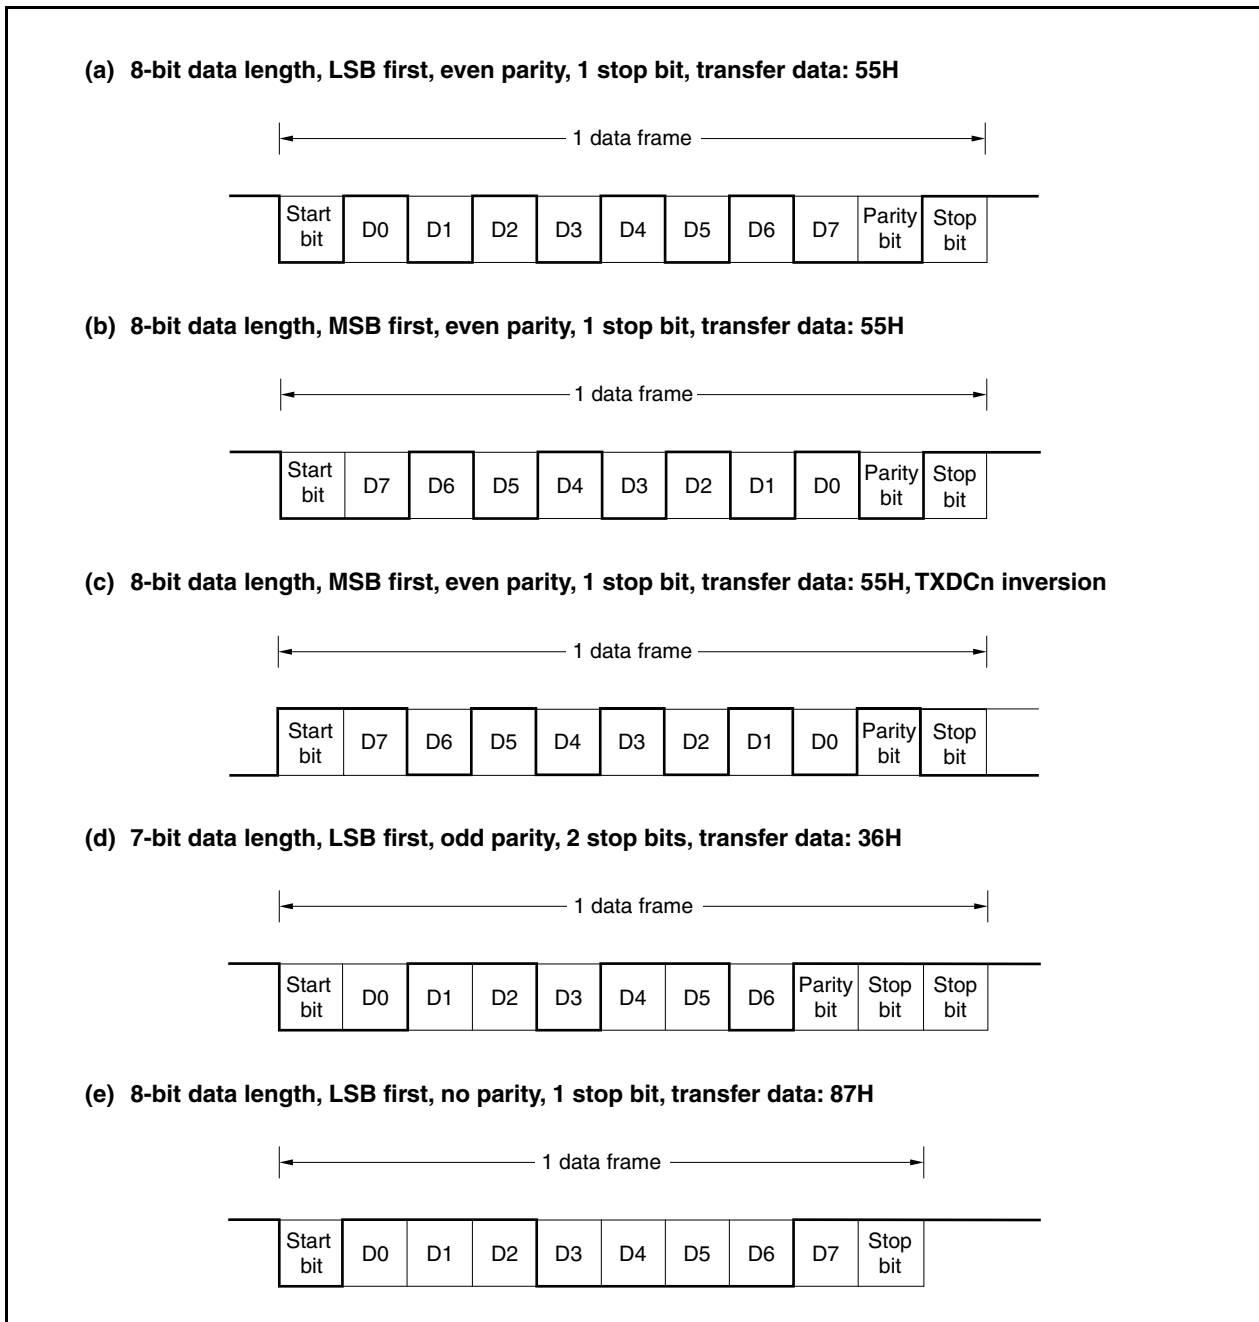 (a) 8-bit data length, LSB first, even parity, 1 stop bit, transfer data: 55H
1 data frame
Start bit D0 D1 D2 D3 D4 D5 D6 D7 Parity bit Stop bit
(b) 8-bit data length, MSB first, even parity, 1 stop bit, transfer data: 55H
1 data frame
Start bit D7 D6 D5 D4 D3 D2 D1 D0 Parity bit Stop bit
(c) 8-bit data length, MSB first, even parity, 1 stop bit, transfer data: 55H, TXDCn inversion
1 data frame
Start bit D7 D6 D5 D4 D3 D2 D1 D0 Parity bit Stop bit
(d) 7-bit data length, LSB first, odd parity, 2 stop bits, transfer data: 36H
1 data frame
Start bit D0 D1 D2 D3 D4 D5 D6 Parity bit Stop bit Stop bit
(e) 8-bit data length, LSB first, no parity, 1 stop bit, transfer data: 87H
1 data frame
Start bit D0 D1 D2 D3 D4 D5 D6 D7 Stop bit